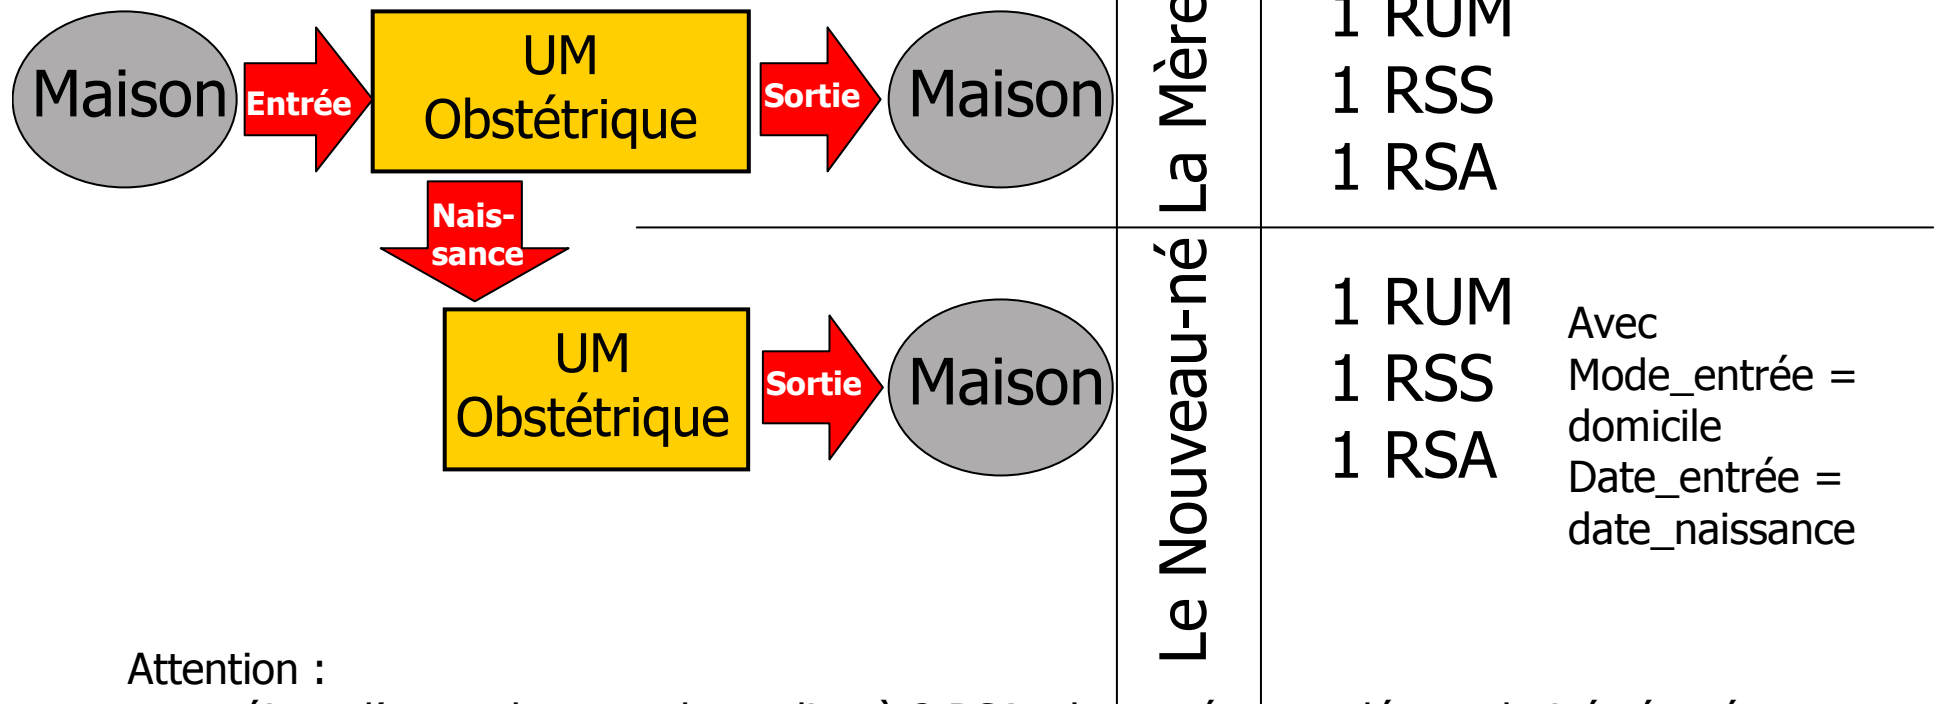 Maison
Entrée
UM
Obstétrique
Sortie
Maison
La Mère
1 RUM
1 RSS
1 RSA
Nais-
sance
UM
Obstétrique
Sortie
Maison
Le Nouveau-né
1 RUM
1 RSS
1 RSA
Avec
Mode_entrée =
domicile
Date_entrée =
date_naissance
Attention :